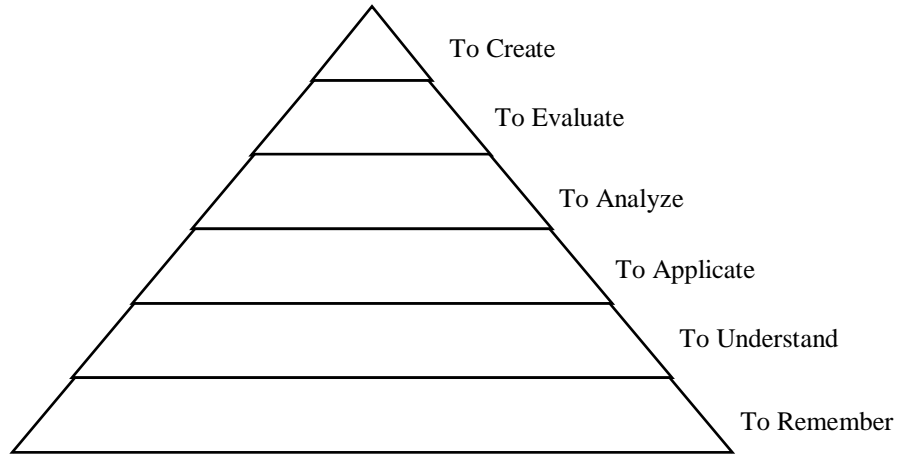 To Create
To Evaluate
To Analyze
To Applicate
To Understand
To Remember